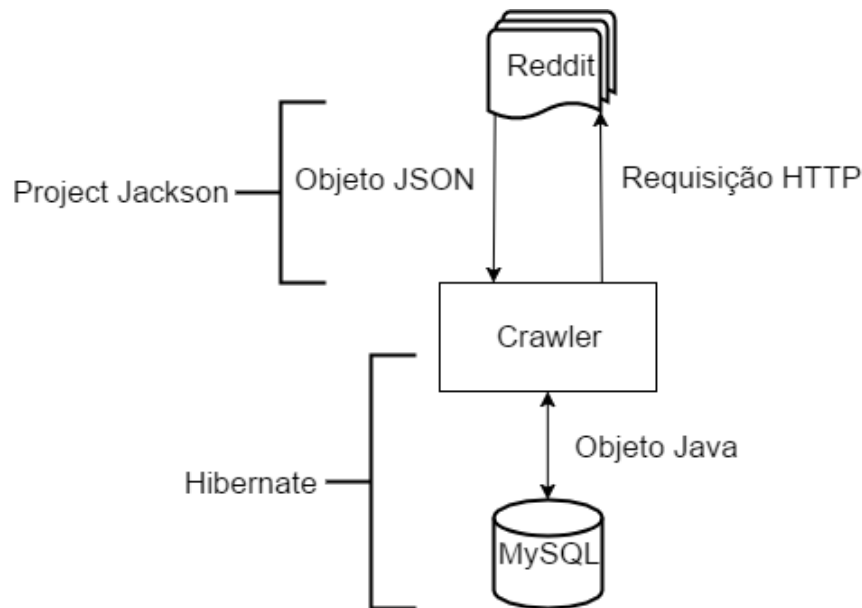 Reddit
Project Jackson
Objeto JSON
Requisição HTTP
Crawler
Objeto Java
Hibernate
MySQL